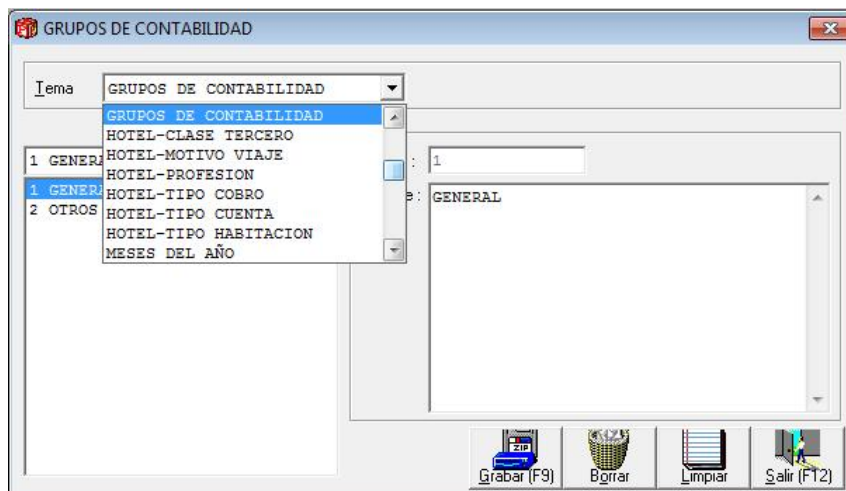 GRUPOS DE CONTABILIDAD
Tema GRUPOS DE CONTABILIDAD
GRUPOS DE CONTABILIDAD
HOTEL-CLASE TERCERO
HOTEL-MOTIVO VIAJE
HOTEL-PROFESION
HOTEL-TIPO COBRO
HOTEL-TIPO CUENTA
HOTEL-TIPO HABITACION
MESES DEL AÑO
1 GENERA
: 1
1 GENERA
2 OTROS
: GENERAL
ZIP
Grabar (F9) Borrar Limpiar Salir (F12)